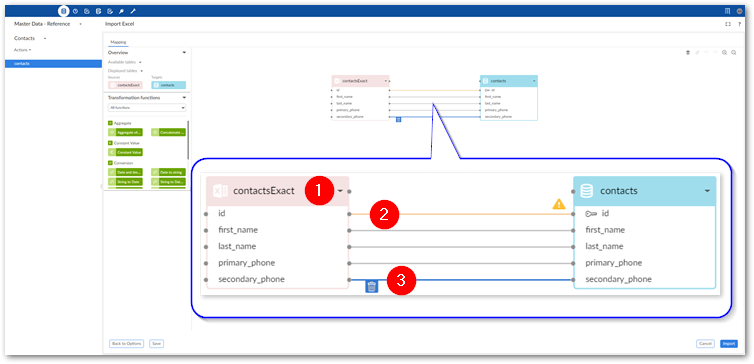 Master Data - Reference
Import Excel
?
Contacts
Actions
contacts
Mapping
Overview
Available tables
Displayed tables
Source
Targets
contactsExact
contacts
Transformation functions
All functions
Aggregate
Aggregate of...
Concatenate ...
Constant Value
Constant Value
Conversion
Date and tim...
Date to string
String to Date
String to Dat...
contactsExact
id
first_name
last_name
primary_phone
secondary_phone
contacts
id
first_name
last_name
primary_phone
secondary_phone
contactsExact
1
id
first_name
last_name
primary_phone
secondary_phone
2
3
contacts
id
first_name
last_name
primary_phone
secondary_phone
Back to Options
Save
Cancel
Import